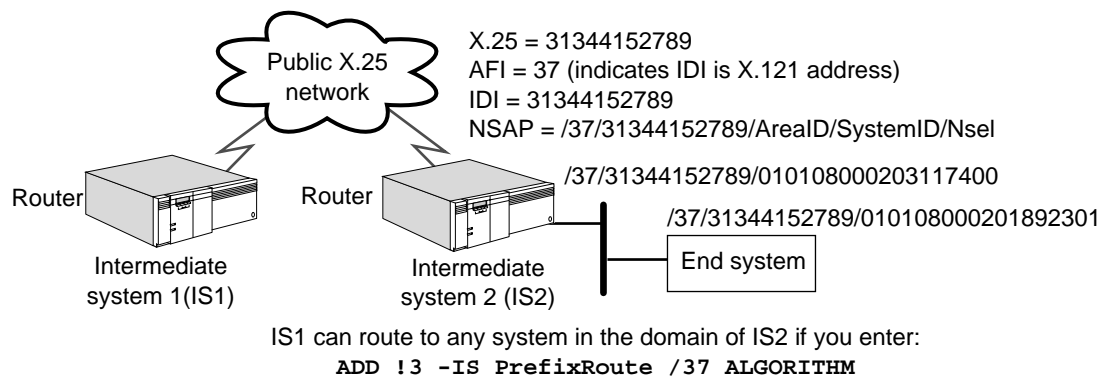 Public X.25
network
X.25 = 31344152789
AFI = 37 (indicates IDI is X.121 address)
IDI = 31344152789
NSAP = /37/31344152789/AreaID/SystemID/Nsel
Router
Router
/37/31344152789/010108000203117400
/37/31344152789/010108000201892301
End system
Intermediate
system 1(IS1)
Intermediate
system 2 (IS2)
IS1 can route to any system in the domain of IS2 if you enter:
ADD !3 -IS PrefixRoute /37 ALGORITHM